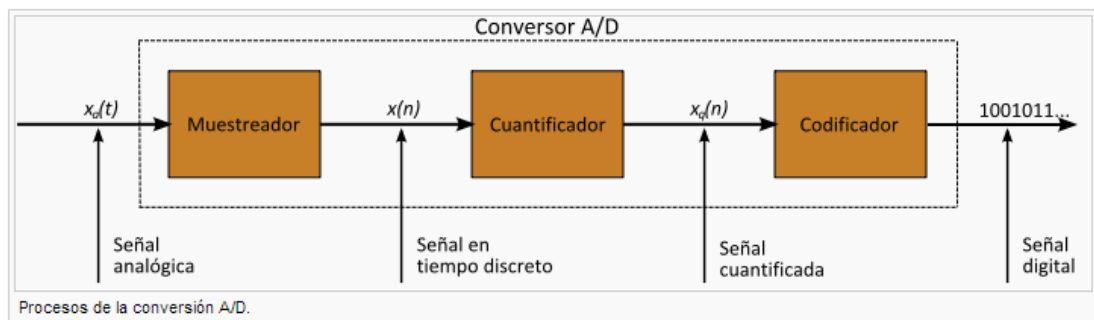 Conversor A/D
xa(t)
Muestreador
x(n)
Cuantificador
xq(n)
Codificador
1001011...
Señal
analógica
Señal en
tiempo discreto
Señal
cuantificada
Señal
digital
Procesos de la conversión A/D.